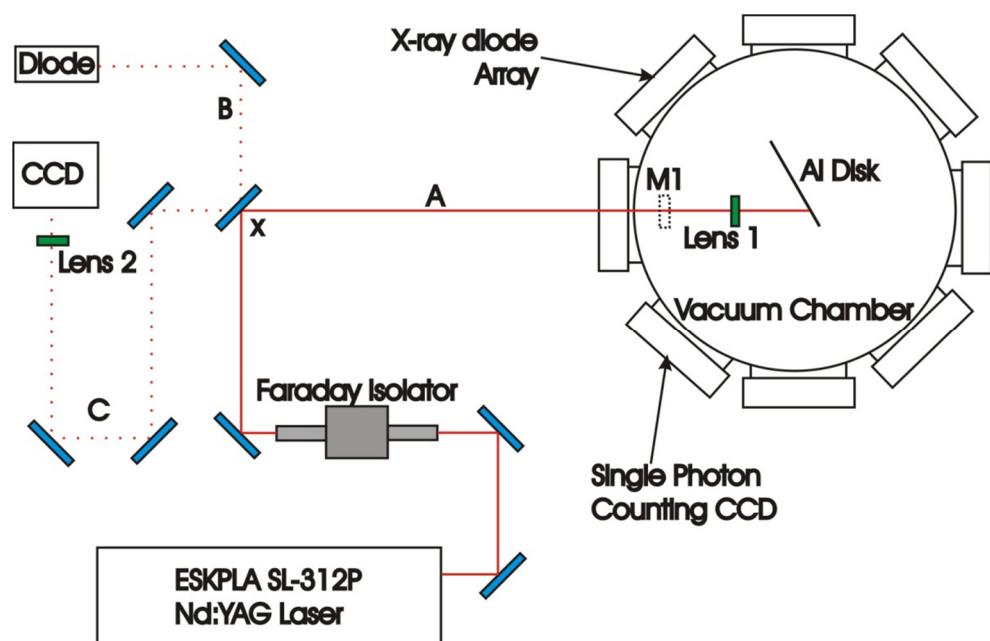 Diode
B
CCD
Lens 2
x
A
C
X-ray diode
Array
M1
Lens 1
Al Disk
Vacuum Chamber
Faraday Isolator
Single Photon
Counting CCD
ESKPLA SL-312P
Nd:YAG Laser